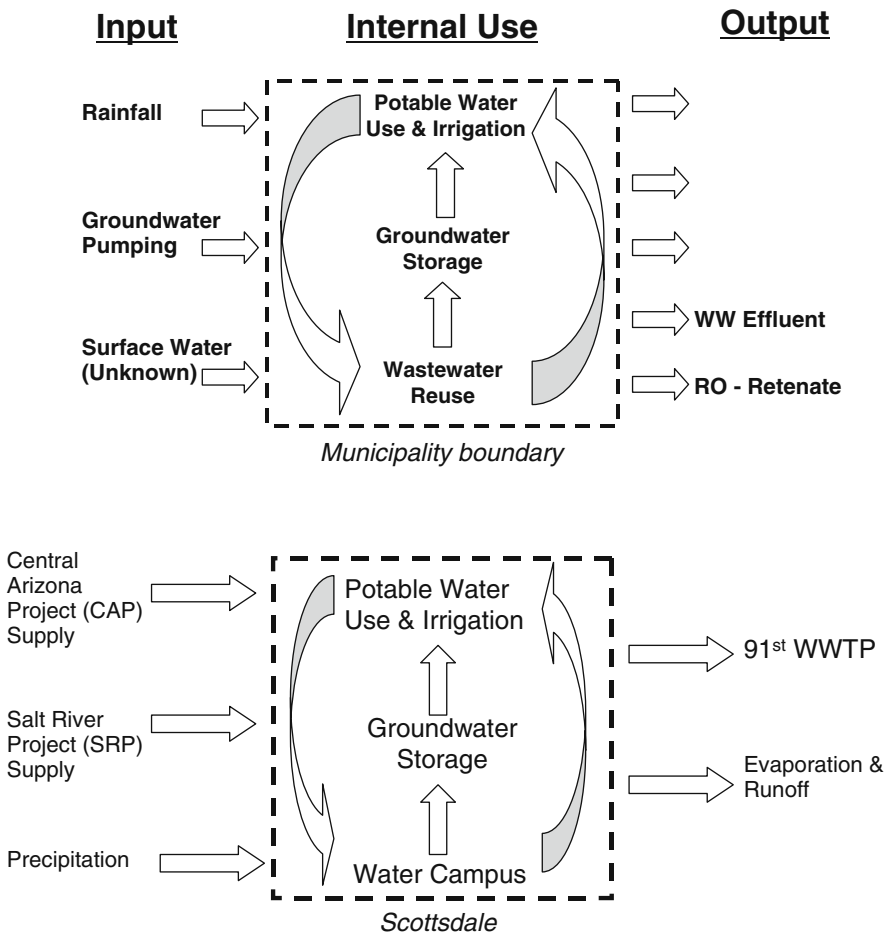 Input
Internal Use
Output
Rainfall
Groundwater
Pumping
Surface Water
(Unknown)
Potable Water
Use & Irrigation
Groundwater
Storage
Wastewater
Reuse
WW Effluent
RO - Retenate
Municipality boundary
Central
Arizona
Project (CAP)
Supply
Salt River
Project (SRP)
Supply
Precipitation
Potable Water
Use & Irrigation
Groundwater
Storage
Water Campus
91st WWTP
Evaporation &
Runoff
Scottsdale